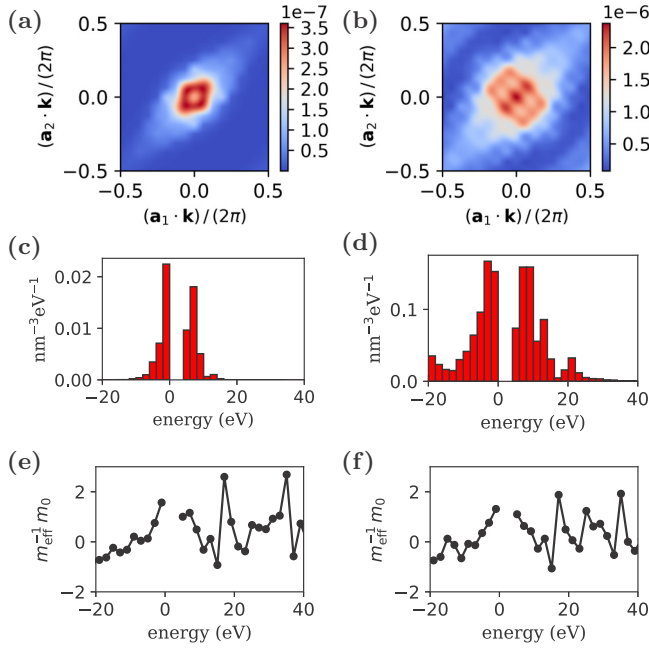 (a)
1e−7
(b)
1e−6
0.5
0.0
−0.5
(a₂ · k)/(2π)
−0.5 0.0 0.5
(a₁ · k)/(2π)
3.5
3.0
2.5
2.0
1.5
1.0
0.5
0.5
0.0
−0.5
(a₂ · k)/(2π)
−0.5 0.0 0.5
(a₁ · k)/(2π)
2.0
1.5
1.0
0.5
(c)
(d)
0.02
0.01
0.00
nm⁻³eV⁻¹
−20 0 20 40
energy (eV)
0.1
0.0
nm⁻³eV⁻¹
−20 0 20 40
energy (eV)
(e)
(f)
2
0
−2
m⁻¹eff m₀
−20 0 20 40
energy (eV)
2
0
−2
m⁻¹eff m₀
−20 0 20 40
energy (eV)